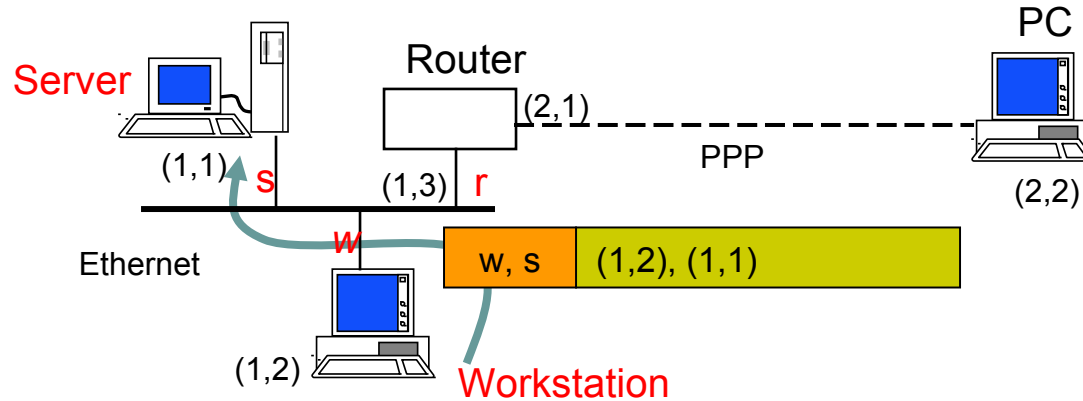 PC
Server
Router
(2,1)
PPP
(1,1)
s
(1,3)
r
(2,2)
w
Ethernet
w, s
(1,2), (1,1)
(1,2)
Workstation